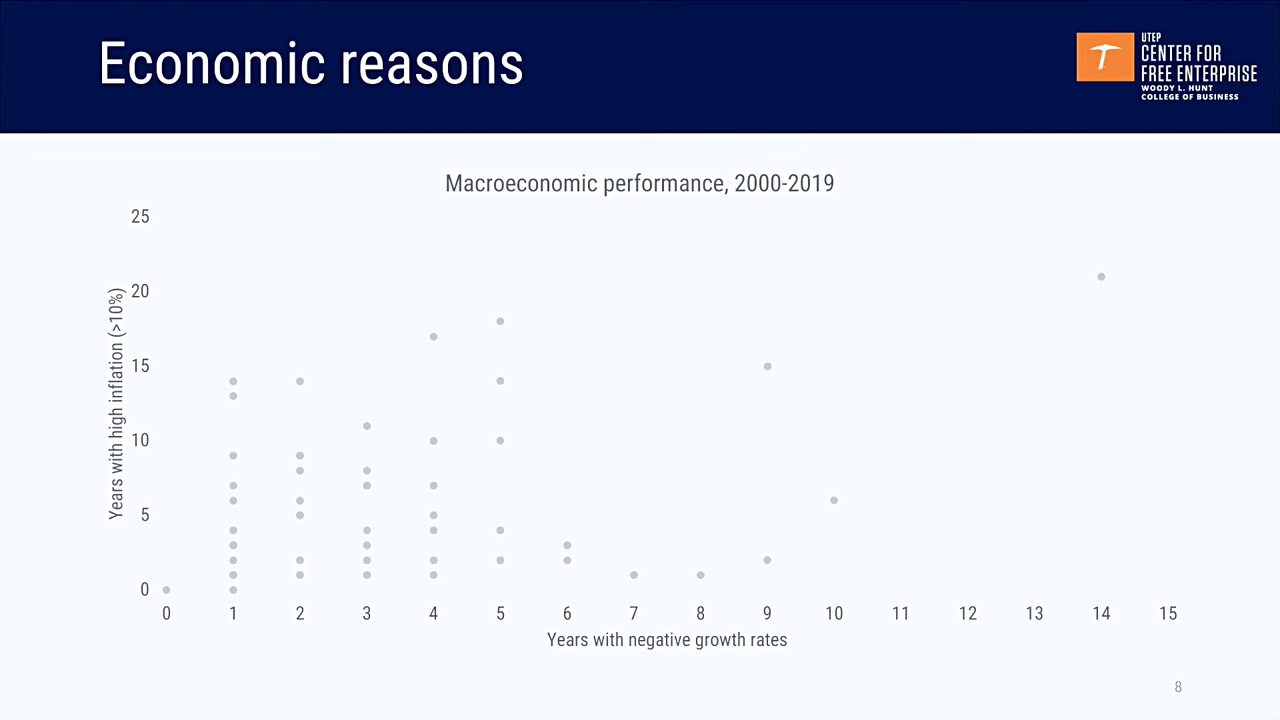 Economic reasons
UTEP
CENTER FOR
FREE ENTERPRISE
WOODY L. HUNT
COLLEGE OF BUSINESS
Macroeconomic performance, 2000-2019
Years with high inflation (>10%)
25
20
15
10
5
0
0 1 2 3 4 5 6 7 8 9 10 11 12 13 14 15
Years with negative growth rates
8